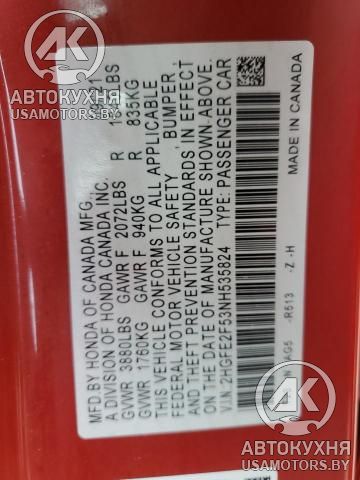 АВТОКУХНЯ
USAMOTORS.BY
MFD.BY HONDA OF CANADA MFG.
A DIVISION OF HONDA CANADA INC.
GVWR 3880LBS GAWR F 2072LBS R LBS
GVWR 1760KG GAWR F 940KG R 835KG
THIS VEHICLE CONFORMS TO ALL APPLICABLE
FEDERAL MOTOR VEHICLE SAFETY, BUMPER,
AND THEFT PREVENTION STANDARDS IN EFFECT
ON THE DATE OF MANUFACTURE SHOWN ABOVE.
V.I.N.:2HGFE2F53NH535824 TYPE:PASSENGER CAR
AG5 -R513 -Z -H MADE IN CANADA
АВТОКУХНЯ
USAMOTORS.BY